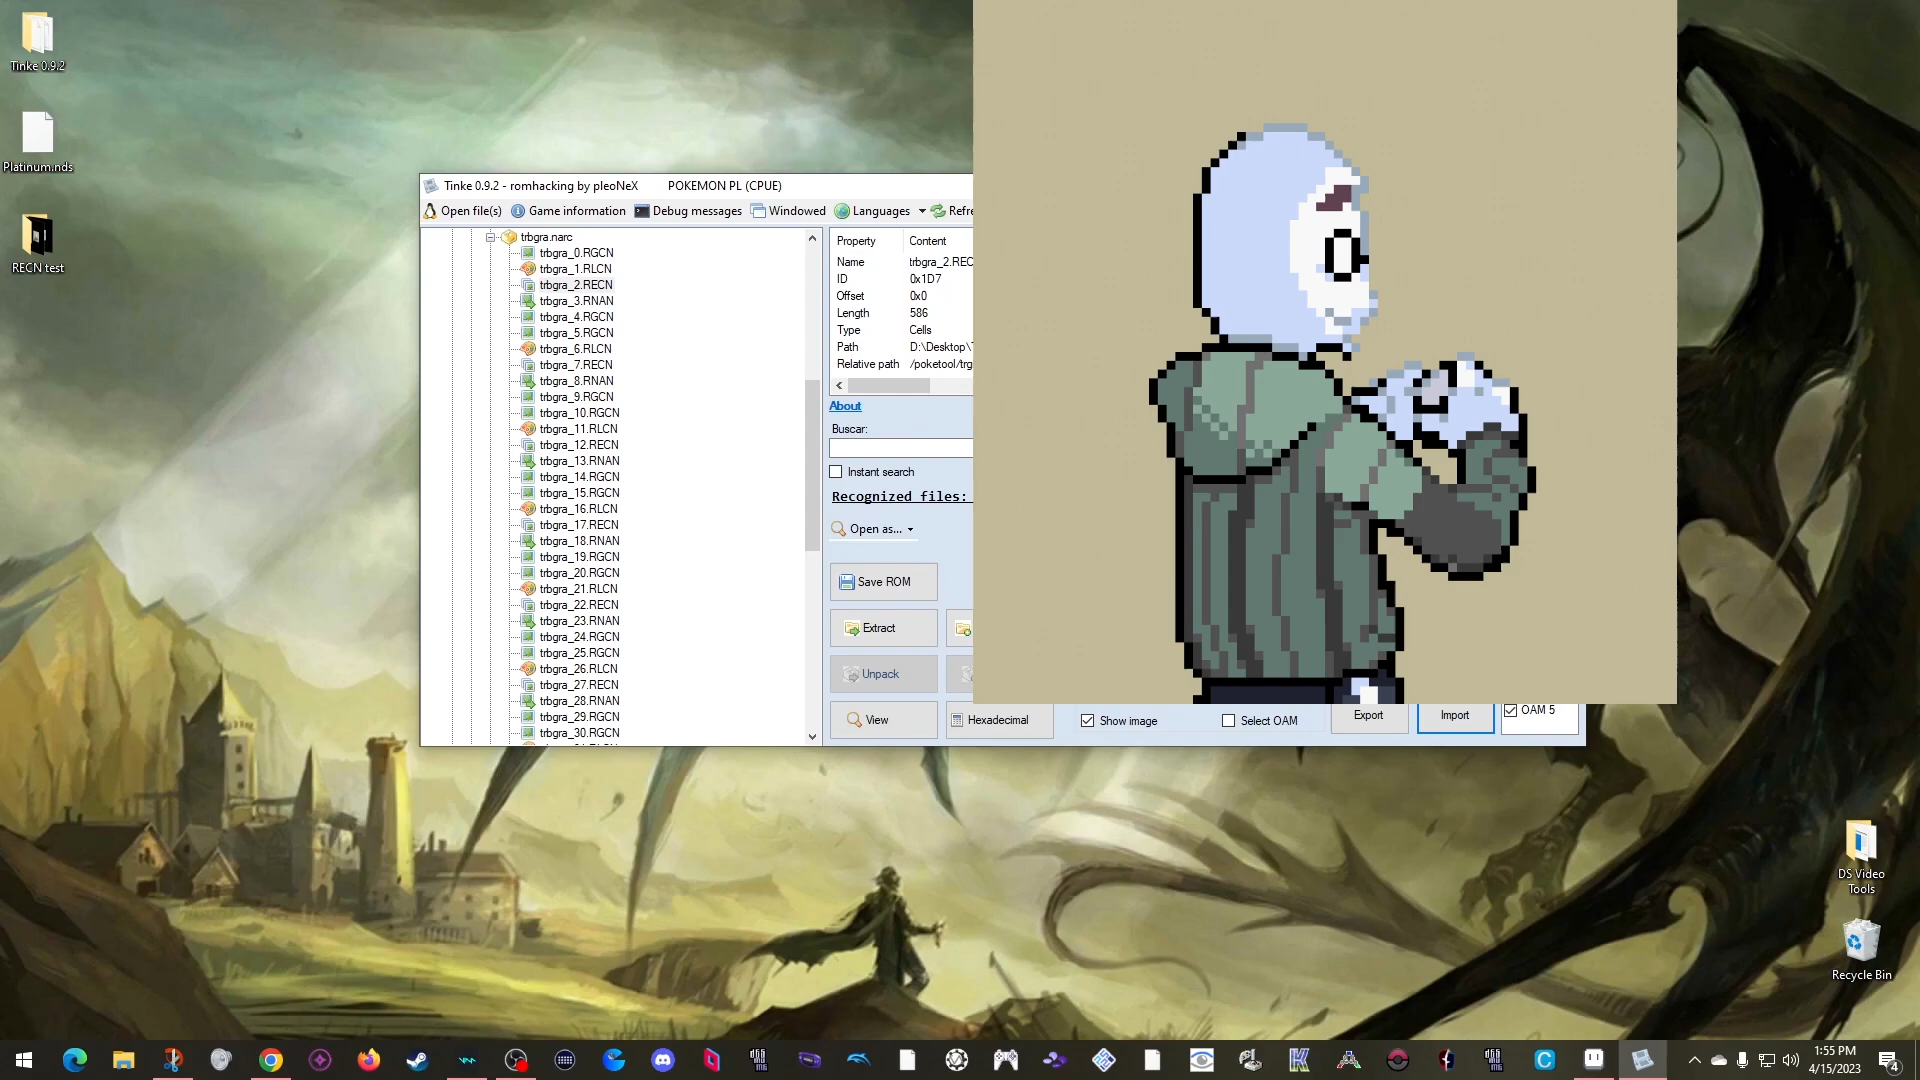 Tinke 0.9.2
Platinum.nds
RECN test
Tinke 0.9.2 - romhacking by pleoNeX POKEMON PL (CPUE)
Open file(s) Game information Debug messages Windowed Languages Refre
trbgra.narc
trbgra_0.RGCN
trbgra_1.RLCN
trbgra_2.RECN
trbgra_3.RNAN
trbgra_4.RGCN
trbgra_5.RGCN
trbgra_6.RLCN
trbgra_7.RECN
trbgra_8.RNAN
trbgra_9.RGCN
trbgra_10.RGCN
trbgra_11.RLCN
trbgra_12.RECN
trbgra_13.RNAN
trbgra_14.RGCN
trbgra_15.RGCN
trbgra_16.RLCN
trbgra_17.RECN
trbgra_18.RNAN
trbgra_19.RGCN
trbgra_20.RGCN
trbgra_21.RLCN
trbgra_22.RECN
trbgra_23.RNAN
trbgra_24.RGCN
trbgra_25.RGCN
trbgra_26.RLCN
trbgra_27.RECN
trbgra_28.RNAN
trbgra_29.RGCN
trbgra_30.RGCN
Property Content
Name trbgra_2.REC
ID 0x1D7
Offset 0x0
Length 586
Type Cells
Path D:\Desktop\T
Relative path /poketool/trg
About
Buscar:
Instant search
Recognized files:
Open as...
Save ROM
Extract
Unpack
View Hexadecimal
Show image Select OAM Export Import OAM 5
DS Video
Tools
Recycle Bin
1:55 PM
4/15/2023
4